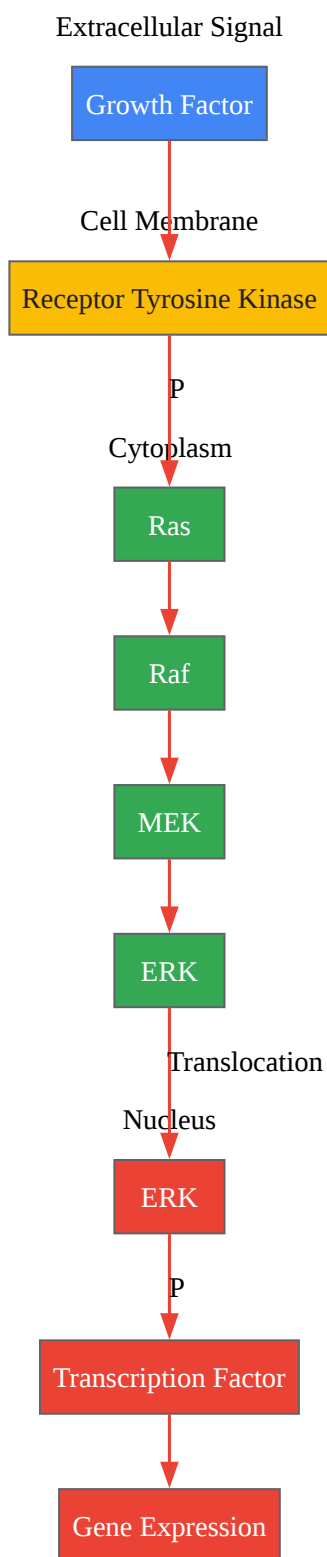 Extracellular Signal
Growth Factor
Cell Membrane
Receptor Tyrosine Kinase
P
Cytoplasm
Ras
Raf
MEK
ERK
Translocation
Nucleus
ERK
P
Transcription Factor
Gene Expression